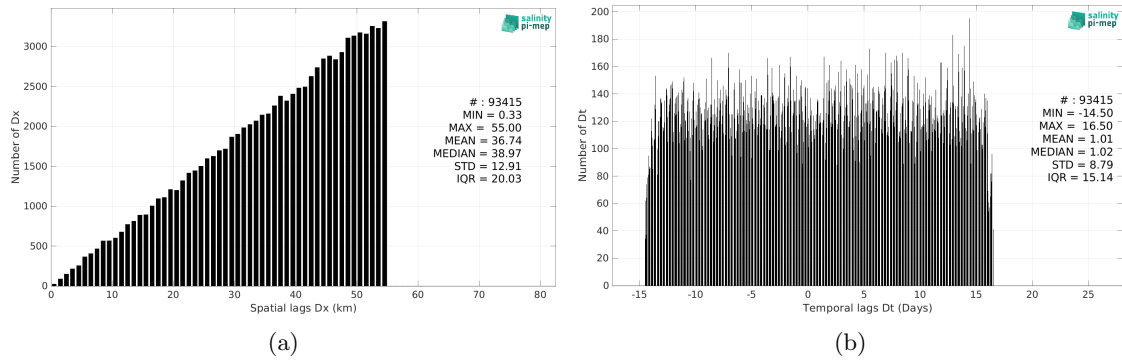 salinity
pi-mep
3000
2500
2000
1500
1000
500
0
Number of Dx
# : 93415
MIN = 0.33
MAX = 55.00
MEAN = 36.74
MEDIAN = 38.97
STD = 12.91
IQR = 20.03
0 10 20 30 40 50 60 70 80
Spatial lags Dx (km)
(a)
salinity
pi-mep
200
180
160
140
120
100
80
60
40
20
0
Number of Dt
# : 93415
MIN = -14.50
MAX = 16.50
MEAN = 1.01
MEDIAN = 1.02
STD = 8.79
IQR = 15.14
-15 -10 -5 0 5 10 15
Temporal lags Dt (Days)
(b)